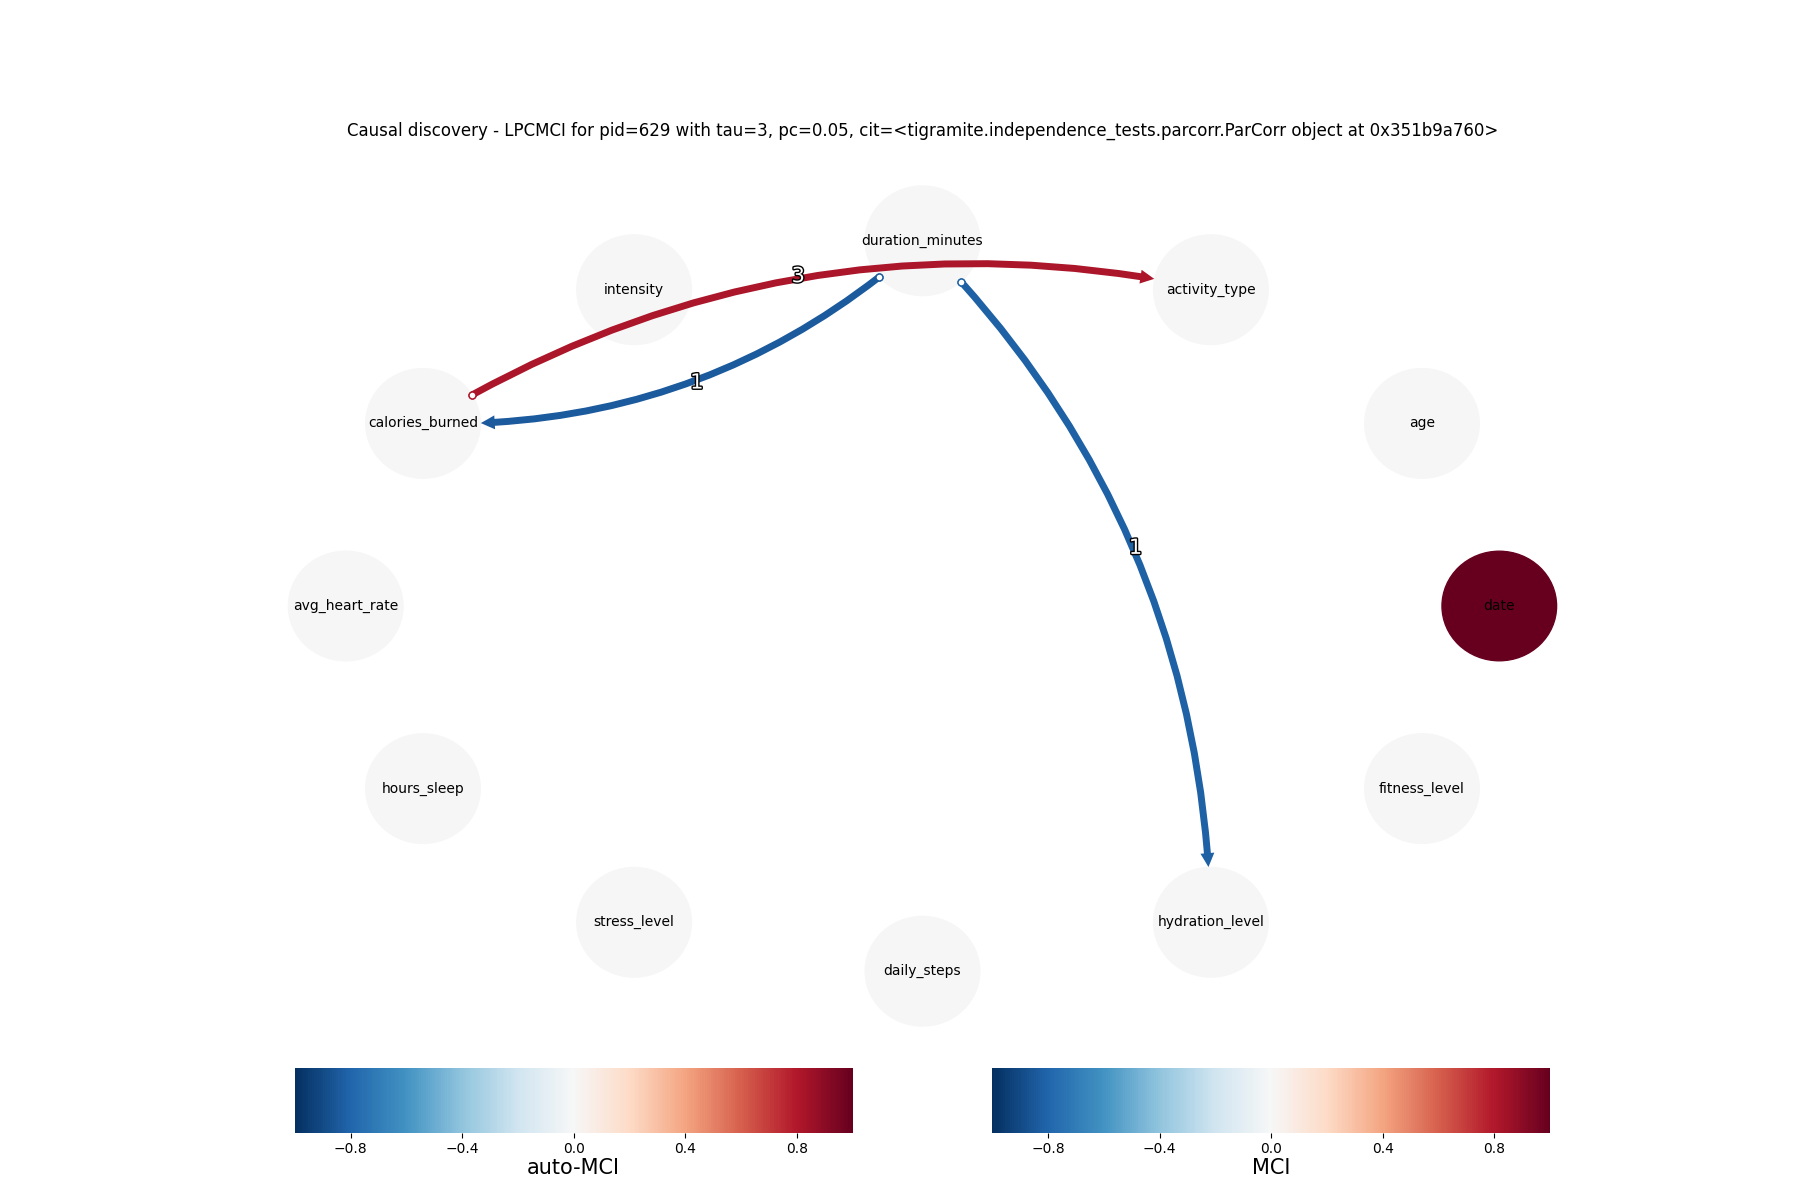 Causal discovery - LPCMCI for pid=629 with tau=3, pc=0.05, cit=<tigramite.independence_tests.parcorr.ParCorr object at 0x351b9a760>
duration_minutes
3
intensity
activity_type
1
calories_burned
age
1
avg_heart_rate
date
hours_sleep
fitness_level
stress_level
hydration_level
daily_steps
−0.8 −0.4 0.0 0.4 0.8
auto-MCI
−0.8 −0.4 0.0 0.4 0.8
MCI